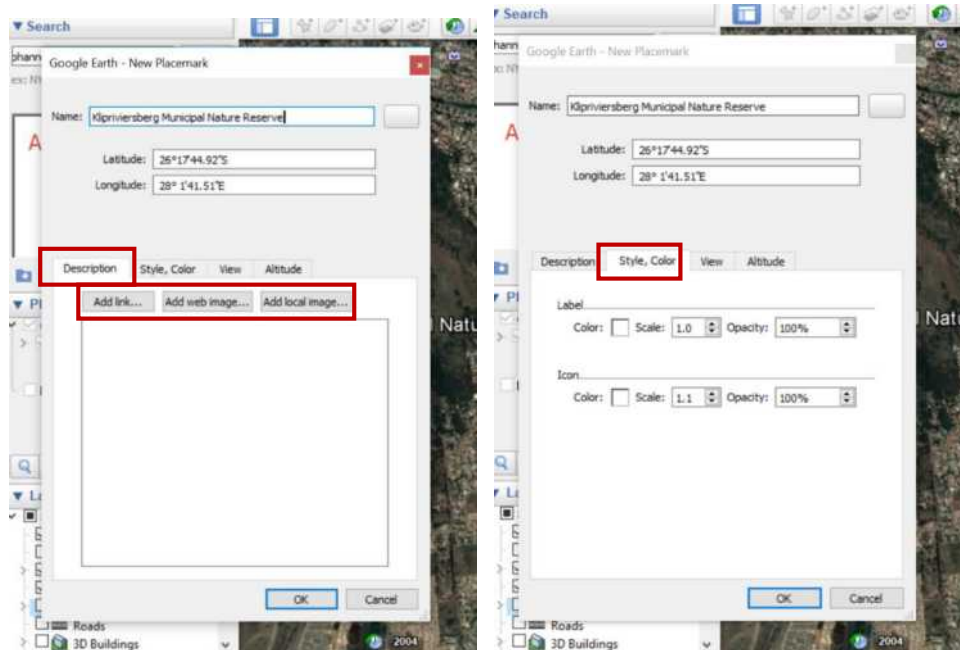 Search
Google Earth - New Placemark
Name: Klipriviersberg Municipal Nature Reserve
Latitude: 26°17'44.92"S
Longitude: 28° 1'41.51"E
Description Style, Color View Altitude
Add link... Add web image... Add local image...
Natu
OK Cancel
Roads
3D Buildings
2004
Search
Google Earth - New Placemark
Name: Klipriviersberg Municipal Nature Reserve
Latitude: 26°17'44.92"S
Longitude: 28° 1'41.51"E
Description Style, Color View Altitude
Label
Color: Scale: 1.0 Opacity: 100%
Icon
Color: Scale: 1.1 Opacity: 100%
Nat
OK Cancel
Roads
3D Buildings
2004